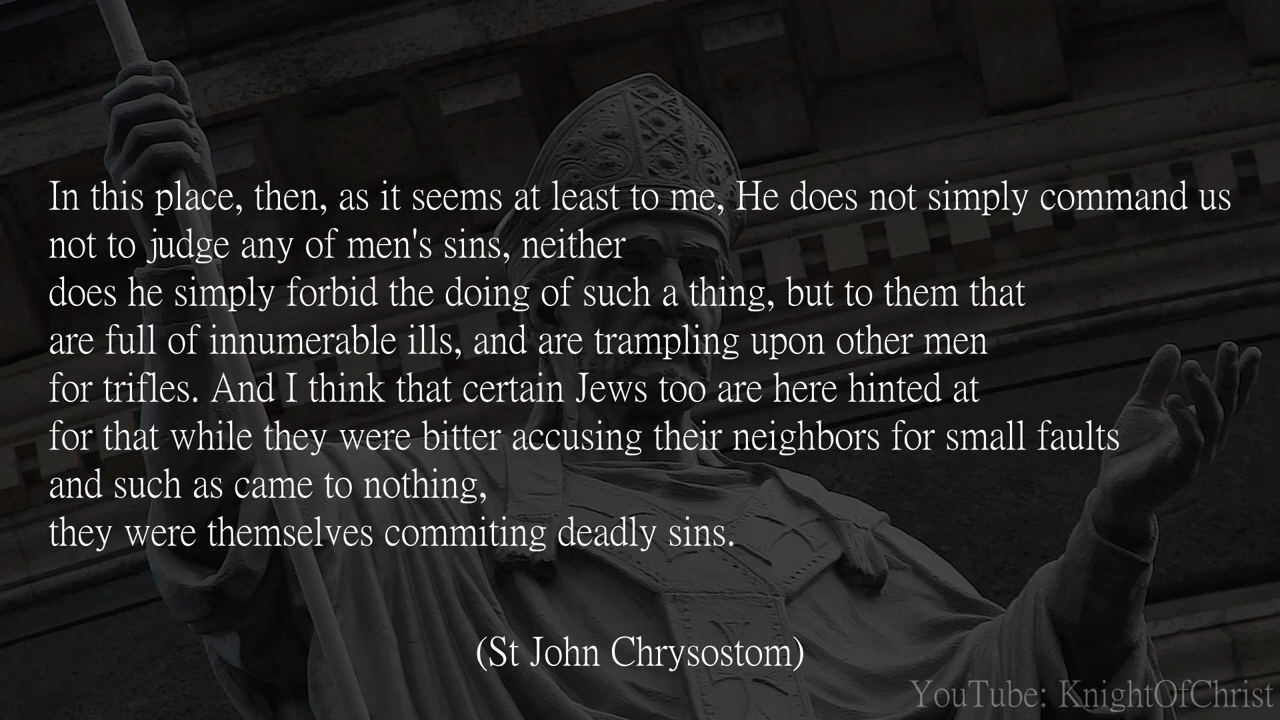 In this place, then, as it seems at least to me, He does not simply command us
not to judge any of men's sins, neither
does he simply forbid the doing of such a thing, but to them that
are full of innumerable ills, and are trampling upon other men
for trifles. And I think that certain Jews too are here hinted at
for that while they were bitter accusing their neighbors for small faults
and such as came to nothing,
they were themselves commiting deadly sins.
(St John Chrysostom)
YouTube: KnightOfChrist